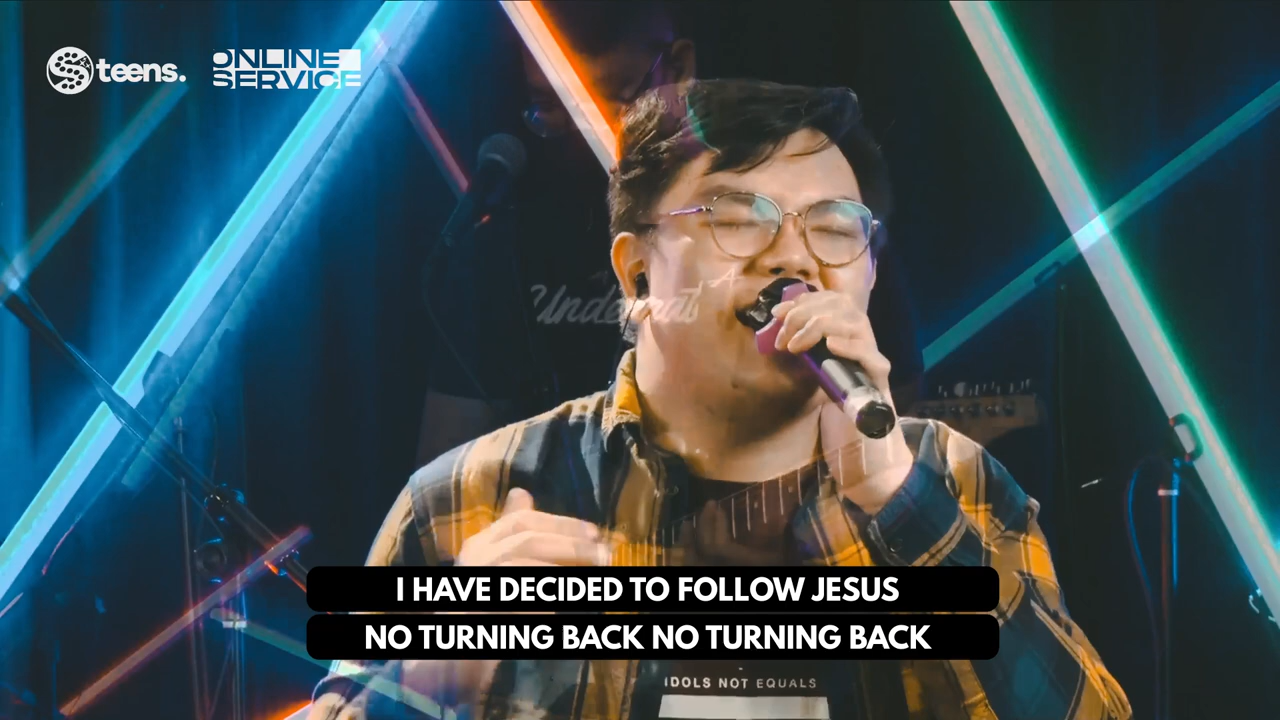 S teens.
ONLINE
SERVICE
I HAVE DECIDED TO FOLLOW JESUS
NO TURNING BACK NO TURNING BACK
IDOLS NOT EQUALS